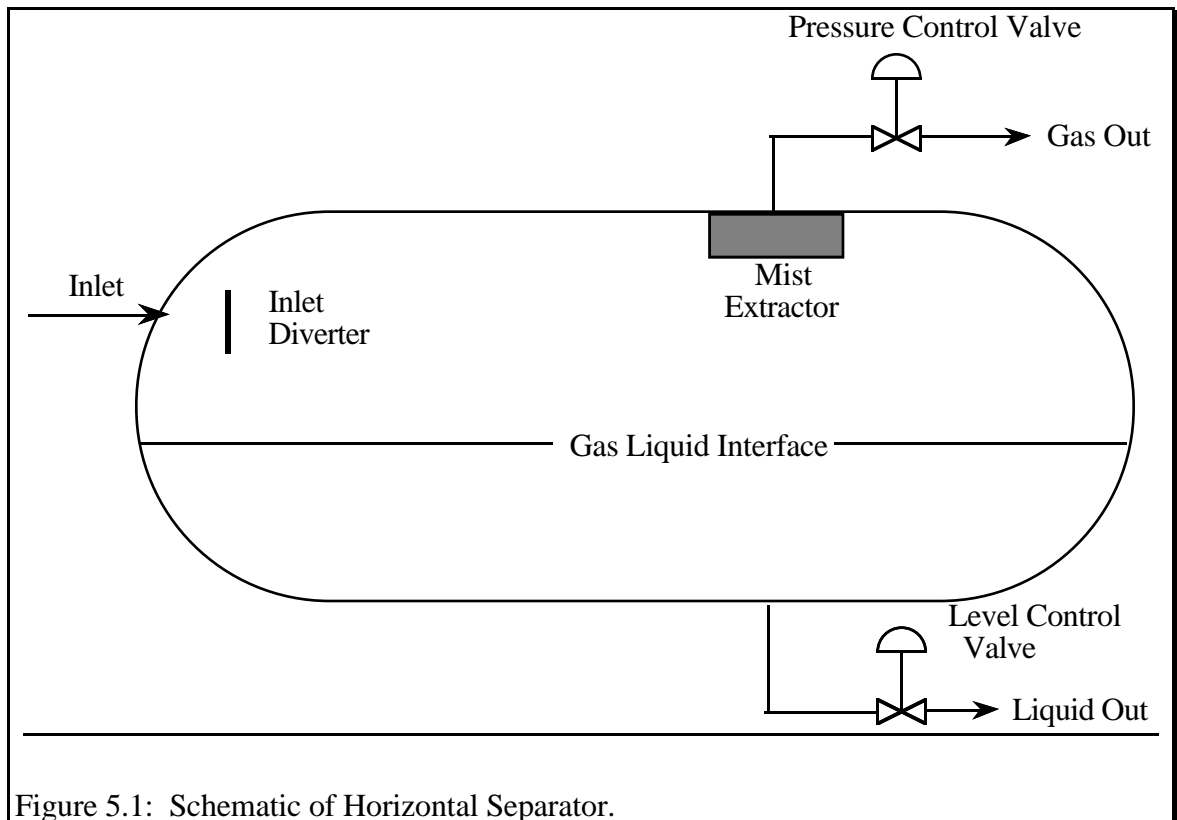 Pressure Control Valve
Gas Out
Inlet
Inlet
Diverter
Mist
Extractor
Gas Liquid Interface
Level Control
Valve
Liquid Out
Figure 5.1: Schematic of Horizontal Separator.